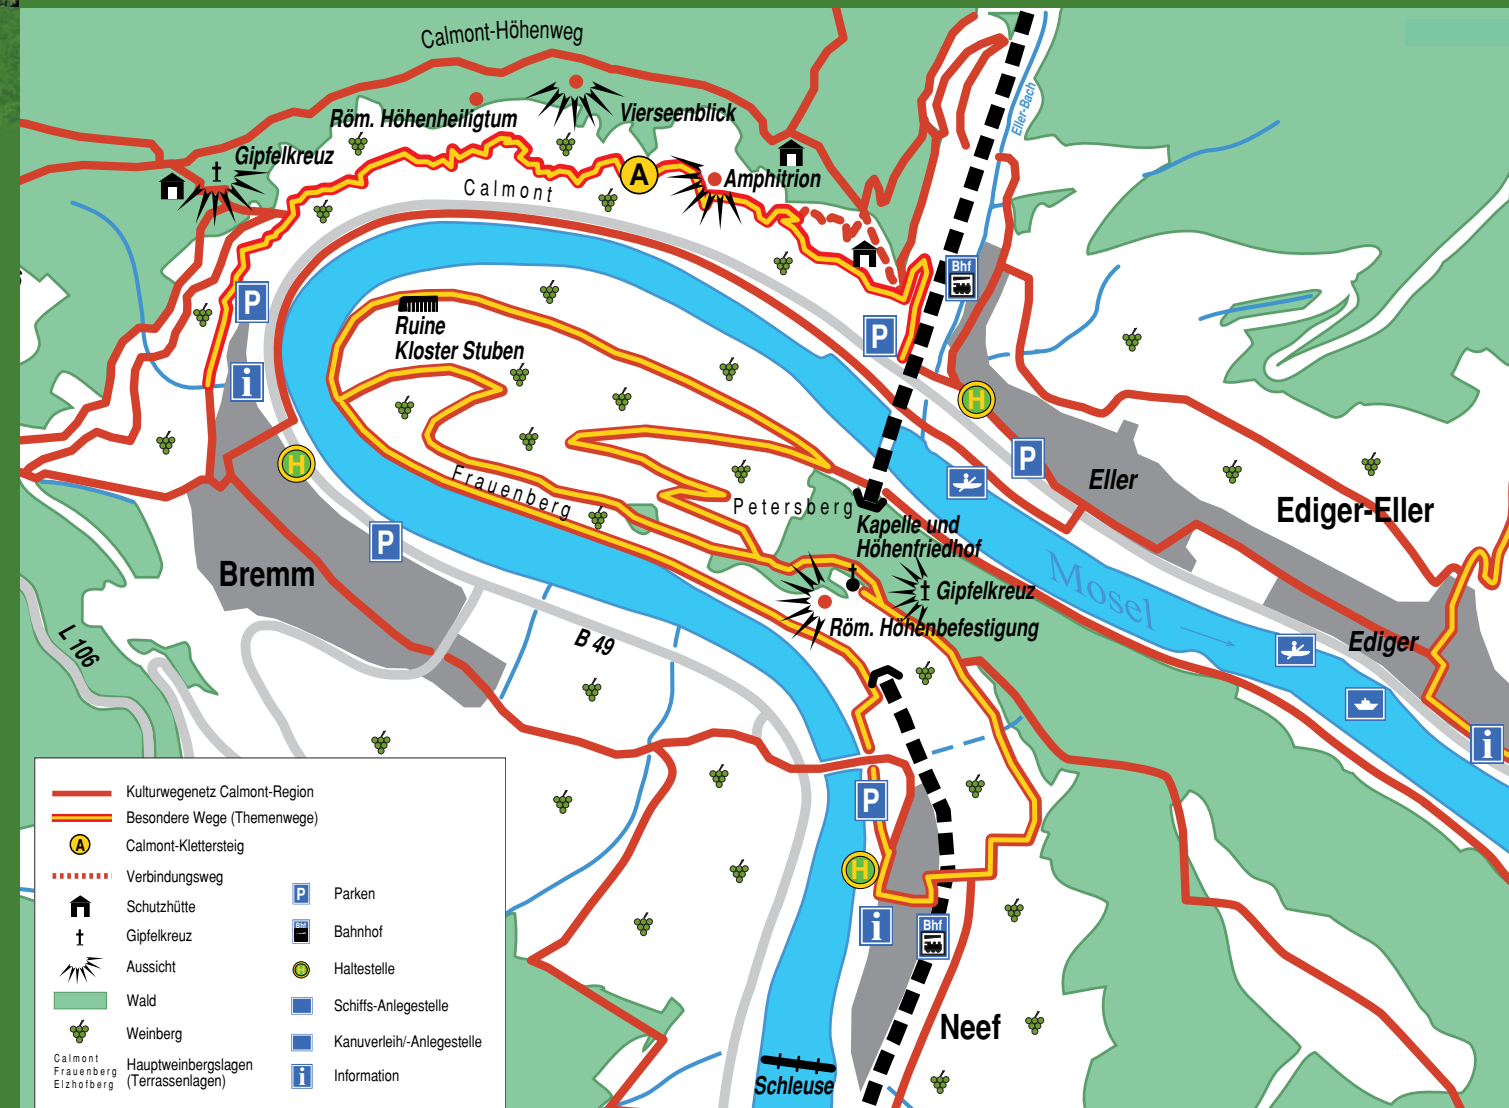 Calmont-Höhenweg
Eller-Bach
Röm. Höhenheiligtum
Vierseenblick
Gipfelkreuz
A
Amphitrion
Calmont
Bhf
P
P
Ruine
Kloster Stuben
i
H
H
P
Frauenberg
Petersberg
Eller
Ediger-Eller
Kapelle und
Höhenfriedhof
P
Bremm
Mosel
Gipfelkreuz
Röm. Höhenbefestigung
B 49
L 106
Ediger
i
P
H
i
Bhf
Neef
Schleuse
Kulturwegenetz Calmont-Region
Besondere Wege (Themenwege)
A Calmont-Klettersteig
Verbindungsweg
Schutzhütte
Gipfelkreuz
Aussicht
Wald
Weinberg
Calmont
Frauenberg
Elzhofberg
Hauptweinbergslagen
(Terrassenlagen)
P Parken
Bhf Bahnhof
H Haltestelle
Schiffs-Anlegestelle
Kanuverleih/-Anlegestelle
i Information